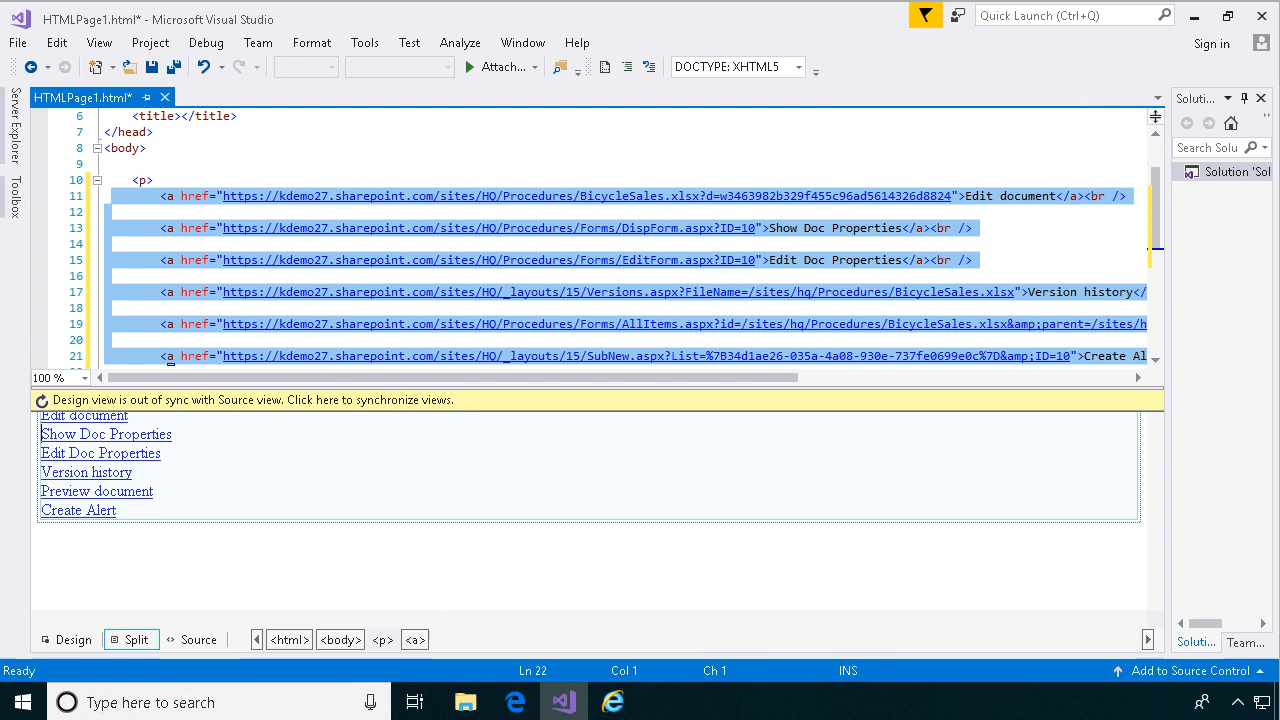 HTMLPage1.html* - Microsoft Visual Studio
Quick Launch (Ctrl+Q)
File Edit View Project Debug Team Format Tools Test Analyze Window Help
Sign in
Attach...
DOCTYPE: XHTML5
HTMLPage1.html*
Soluti...
Server Explorer
Toolbox
Search Solu
Solution 'Sol
6 <title></title>
7 </head>
8 <body>
9
10 <p>
11 <a href="https://kdemo27.sharepoint.com/sites/HQ/Procedures/BicycleSales.xlsx?d=w3463982b329f455c96ad5614326d8824">Edit document</a><br />
12
13 <a href="https://kdemo27.sharepoint.com/sites/HQ/Procedures/Forms/DispForm.aspx?ID=10">Show Doc Properties</a><br />
14
15 <a href="https://kdemo27.sharepoint.com/sites/HQ/Procedures/Forms/EditForm.aspx?ID=10">Edit Doc Properties</a><br />
16
17 <a href="https://kdemo27.sharepoint.com/sites/HQ/_layouts/15/Versions.aspx?FileName=/sites/hq/Procedures/BicycleSales.xlsx">Version history</
18
19 <a href="https://kdemo27.sharepoint.com/sites/HQ/Procedures/Forms/AllItems.aspx?id=/sites/hq/Procedures/BicycleSales.xlsx&amp;parent=/sites/h
20
21 <a href="https://kdemo27.sharepoint.com/sites/HQ/_layouts/15/SubNew.aspx?List=%7B34d1ae26-035a-4a08-930e-737fe0699e0c%7D&amp;ID=10">Create Al
100 %
Design view is out of sync with Source view. Click here to synchronize views.
Edit document
Show Doc Properties
Edit Doc Properties
Version history
Preview document
Create Alert
Design Split Source <html> <body> <p> <a>
Soluti... Team...
Ready Ln 22 Col 1 Ch 1 INS Add to Source Control
Type here to search